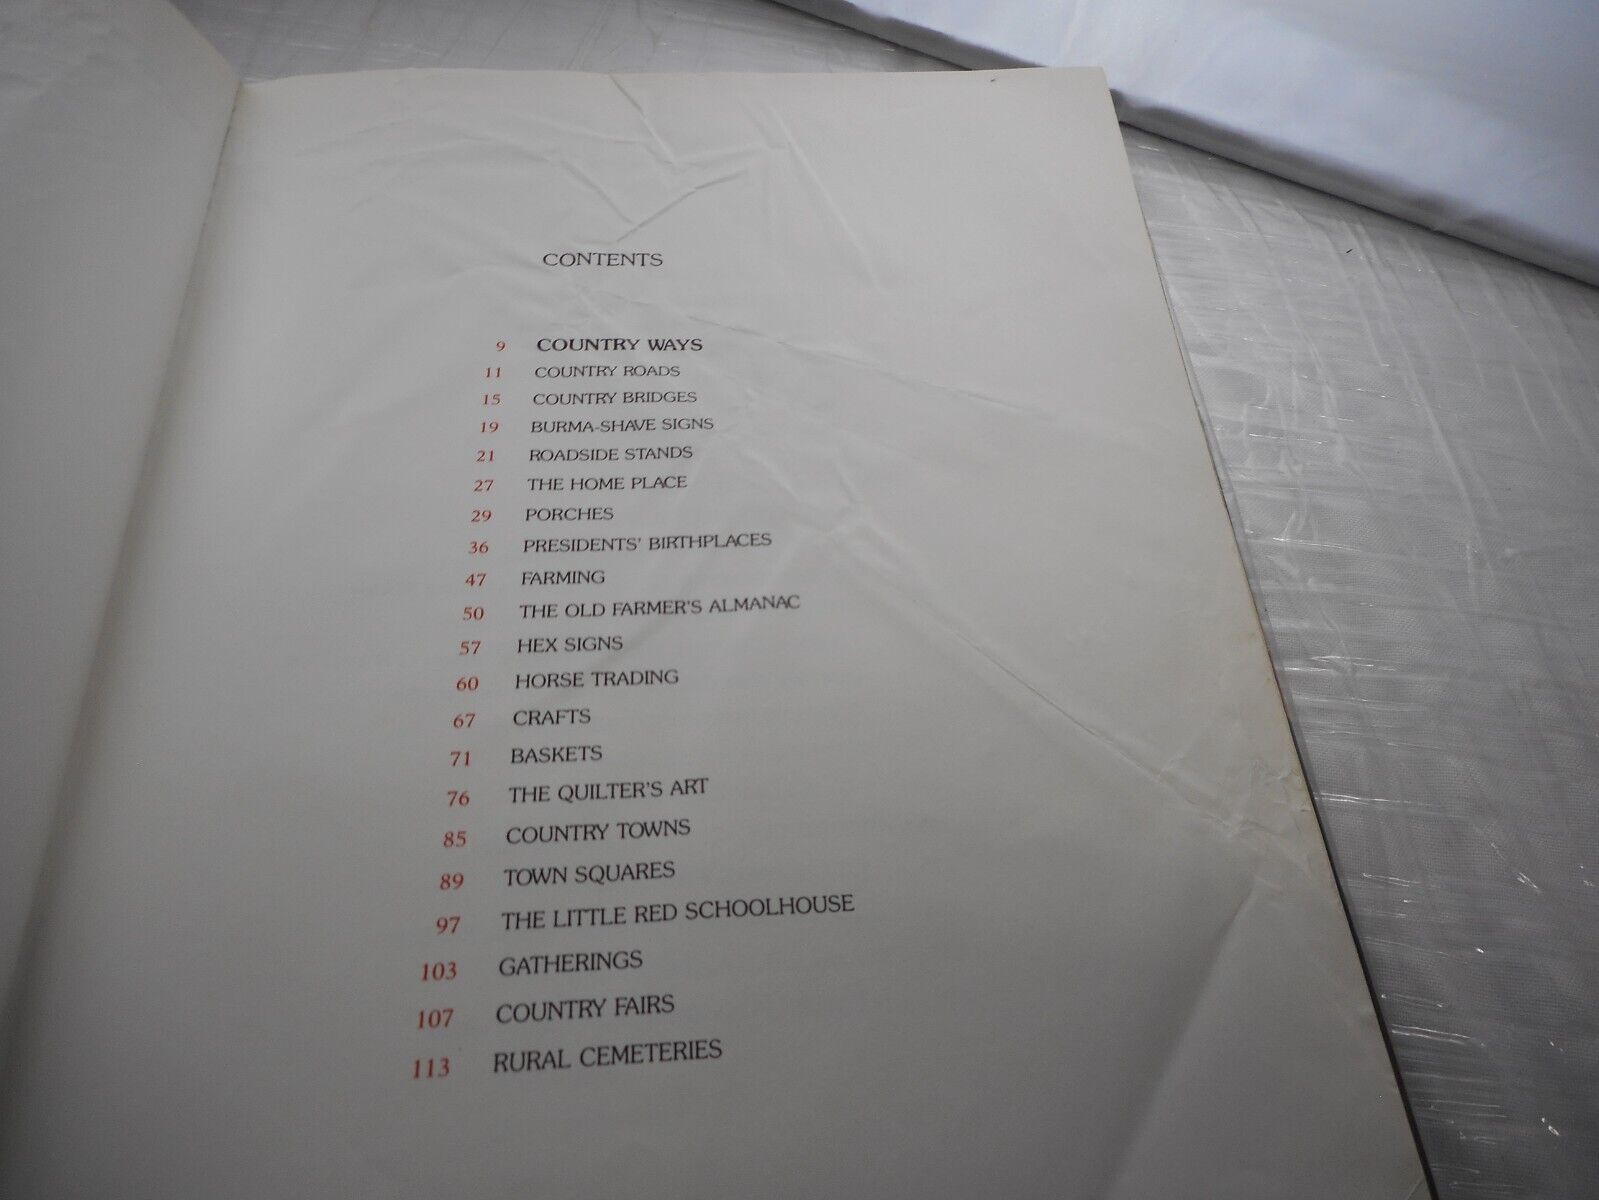 CONTENTS
9 COUNTRY WAYS
11 COUNTRY ROADS
15 COUNTRY BRIDGES
19 BURMA-SHAVE SIGNS
21 ROADSIDE STANDS
27 THE HOME PLACE
29 PORCHES
36 PRESIDENTS' BIRTHPLACES
47 FARMING
50 THE OLD FARMER'S ALMANAC
57 HEX SIGNS
60 HORSE TRADING
67 CRAFTS
71 BASKETS
76 THE QUILTER'S ART
85 COUNTRY TOWNS
89 TOWN SQUARES
97 THE LITTLE RED SCHOOLHOUSE
103 GATHERINGS
107 COUNTRY FAIRS
113 RURAL CEMETERIES